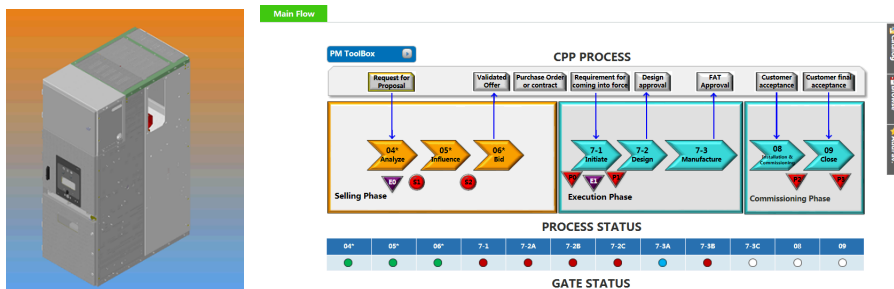 Main Flow
PM ToolBox
CPP PROCESS
Request for
Proposal
Validated
Offer
Purchase Order
or contract
Requirement for
coming into force
Design
approval
FAT
Approval
Customer
acceptance
Customer final
acceptance
04*
Analyze
05*
Influence
06*
Bid
7-1
Initiate
7-2
Design
7-3
Manufacture
08
Installation &
Commissioning
09
Close
E0
S1
S2
E1
Selling Phase
Execution Phase
Commissioning Phase
PROCESS STATUS
04* 05* 06* 7-1 7-2A 7-2B 7-2C 7-3A 7-3B 7-3C 08 09
GATE STATUS